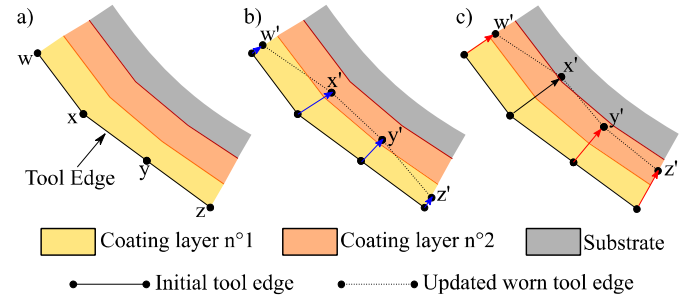 a) b) c)
w w' w'
x x' x'
y y' y'
z z' z'
Tool Edge
Coating layer n°1 Coating layer n°2 Substrate
Initial tool edge Updated worn tool edge